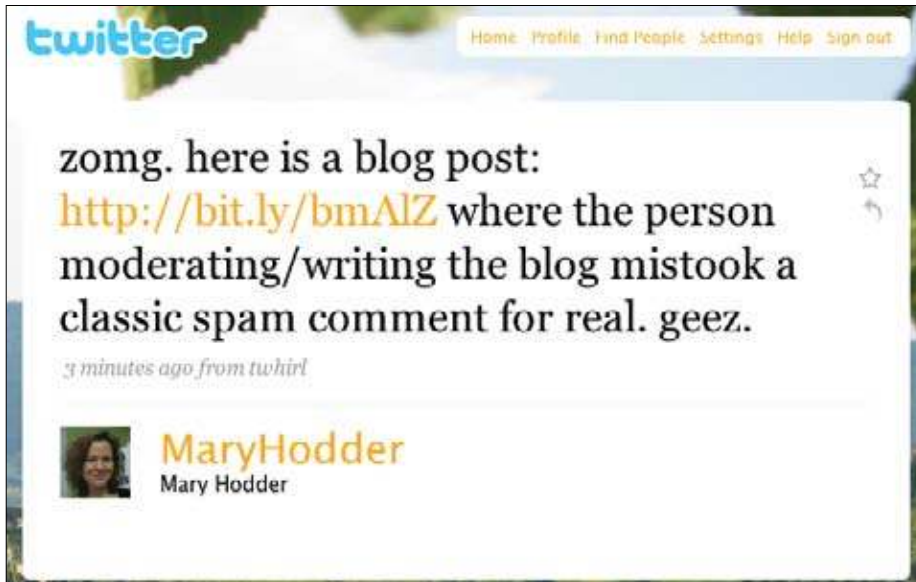 twitter
Home Profile Find People Settings Help Sign out
zomg. here is a blog post:
http://bit.ly/bmAlZ where the person
moderating/writing the blog mistook a
classic spam comment for real. geez.
3 minutes ago from twhirl
MaryHodder
Mary Hodder